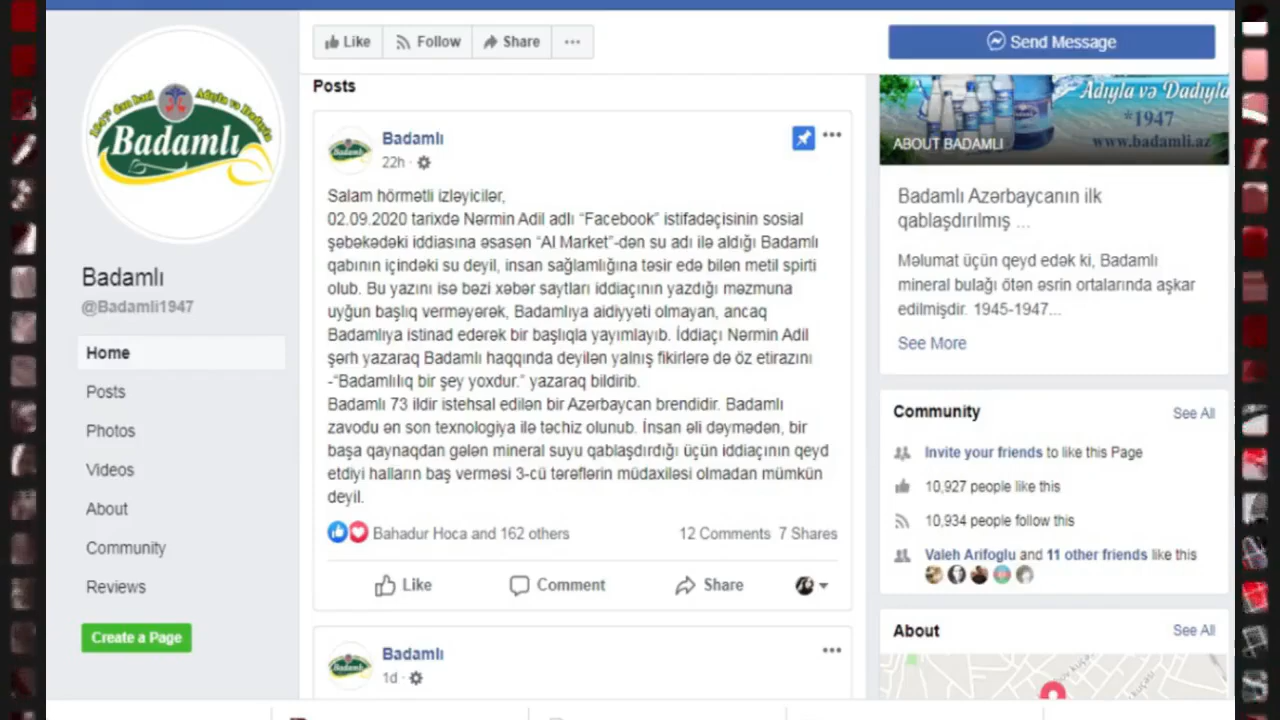 Like
Follow
Share
Send Message
Posts
Badamlı
Adıyla və Dadıyla
Badamlı
@Badamli1947
Home
Posts
Photos
Videos
About
Community
Reviews
Create a Page
Badamlı
22h
Salam hörmətli izləyicilər,
02.09.2020 tarixdə Nərmin Adil adlı “Facebook” istifadəçisinin sosial
şəbəkədəki iddiasına əsasən “Al Market”-dən su adı ilə aldığı Badamlı
qabının içindəki su deyil, insan sağlamlığına təsir edə bilən metil spirti
olub. Bu yazını isə bəzi xəbər saytları iddiaçının yazdığı məzmuna
uyğun başlıq verməyərək, Badamlıya aidiyyəti olmayan, ancaq
Badamlıya istinad edərək bir başlıqla yayımlayıb. İddiaçı Nərmin Adil
şərh yazaraq Badamlı haqqında deyilən yalnış fikirlərə də öz etirazını
-“Badamlılıq bir şey yoxdur.” yazaraq bildirib.
Badamlı 73 ildir istehsal edilən bir Azərbaycan brendidir. Badamlı
zavodu ən son texnologiya ilə təchiz olunub. İnsan əli dəymədən, bir
başa qaynaqdan gələn mineral suyu qablaşdırdığı üçün iddiaçının qeyd
etdiyi halların baş verməsi 3-cü tərəflərin müdaxiləsi olmadan mümkün
deyil.
Bahadur Hoca and 162 others
12 Comments 7 Shares
Like
Comment
Share
Badamlı
1d
Adıyla və Dadıyla
*1947
www.badamli.az
ABOUT BADAMLI
Badamlı Azərbaycanın ilk
qablaşdırılmış ...
Məlumat üçün qeyd edək ki, Badamlı
mineral bulağı ötən əsrin ortalarında aşkar
edilmişdir. 1945-1947...
See More
Community
See All
Invite your friends to like this Page
10,927 people like this
10,934 people follow this
Valeh Arifoglu and 11 other friends like this
About
See All